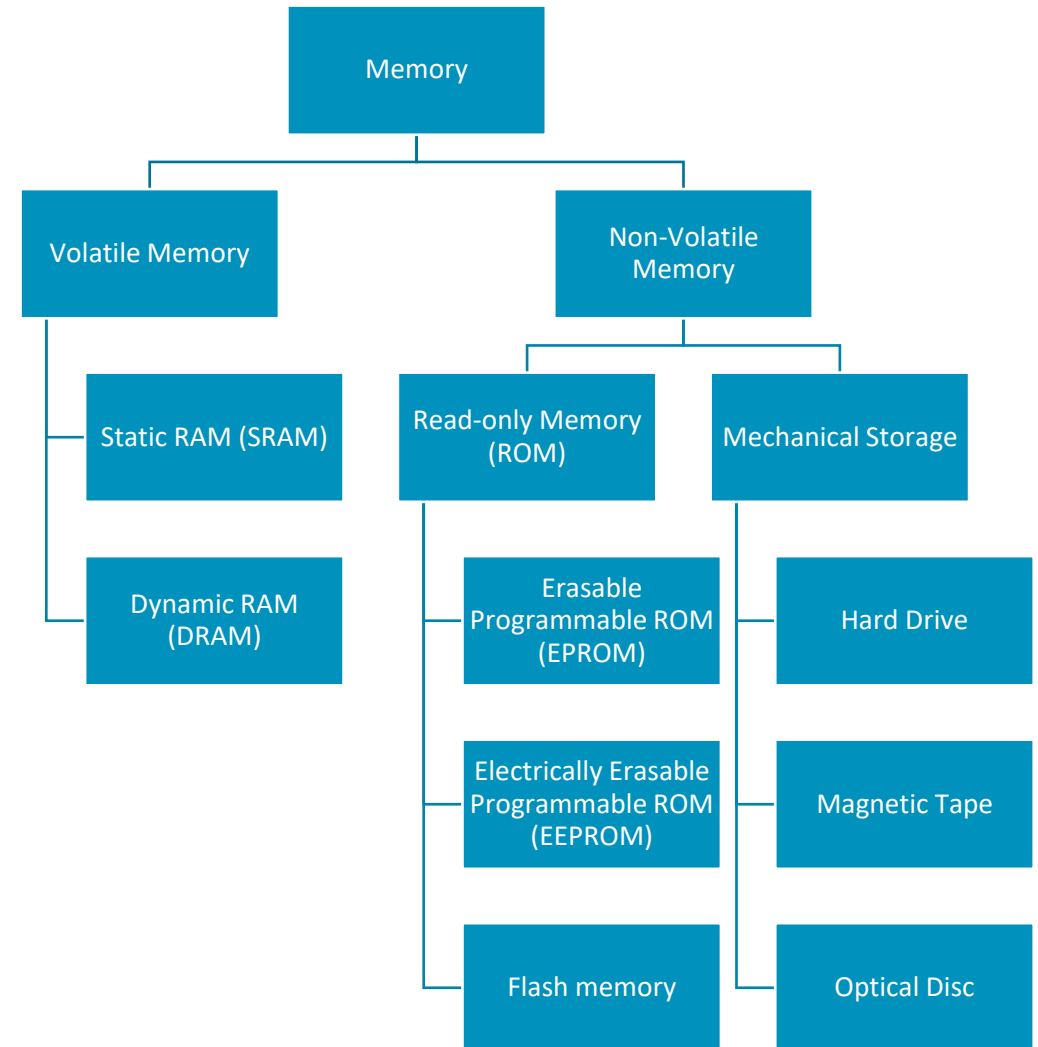 Memory
Volatile Memory
Non-Volatile
Memory
Static RAM (SRAM)
Dynamic RAM
(DRAM)
Read-only Memory
(ROM)
Mechanical Storage
Erasable
Programmable ROM
(EPROM)
Electrically Erasable
Programmable ROM
(EEPROM)
Flash memory
Hard Drive
Magnetic Tape
Optical Disc